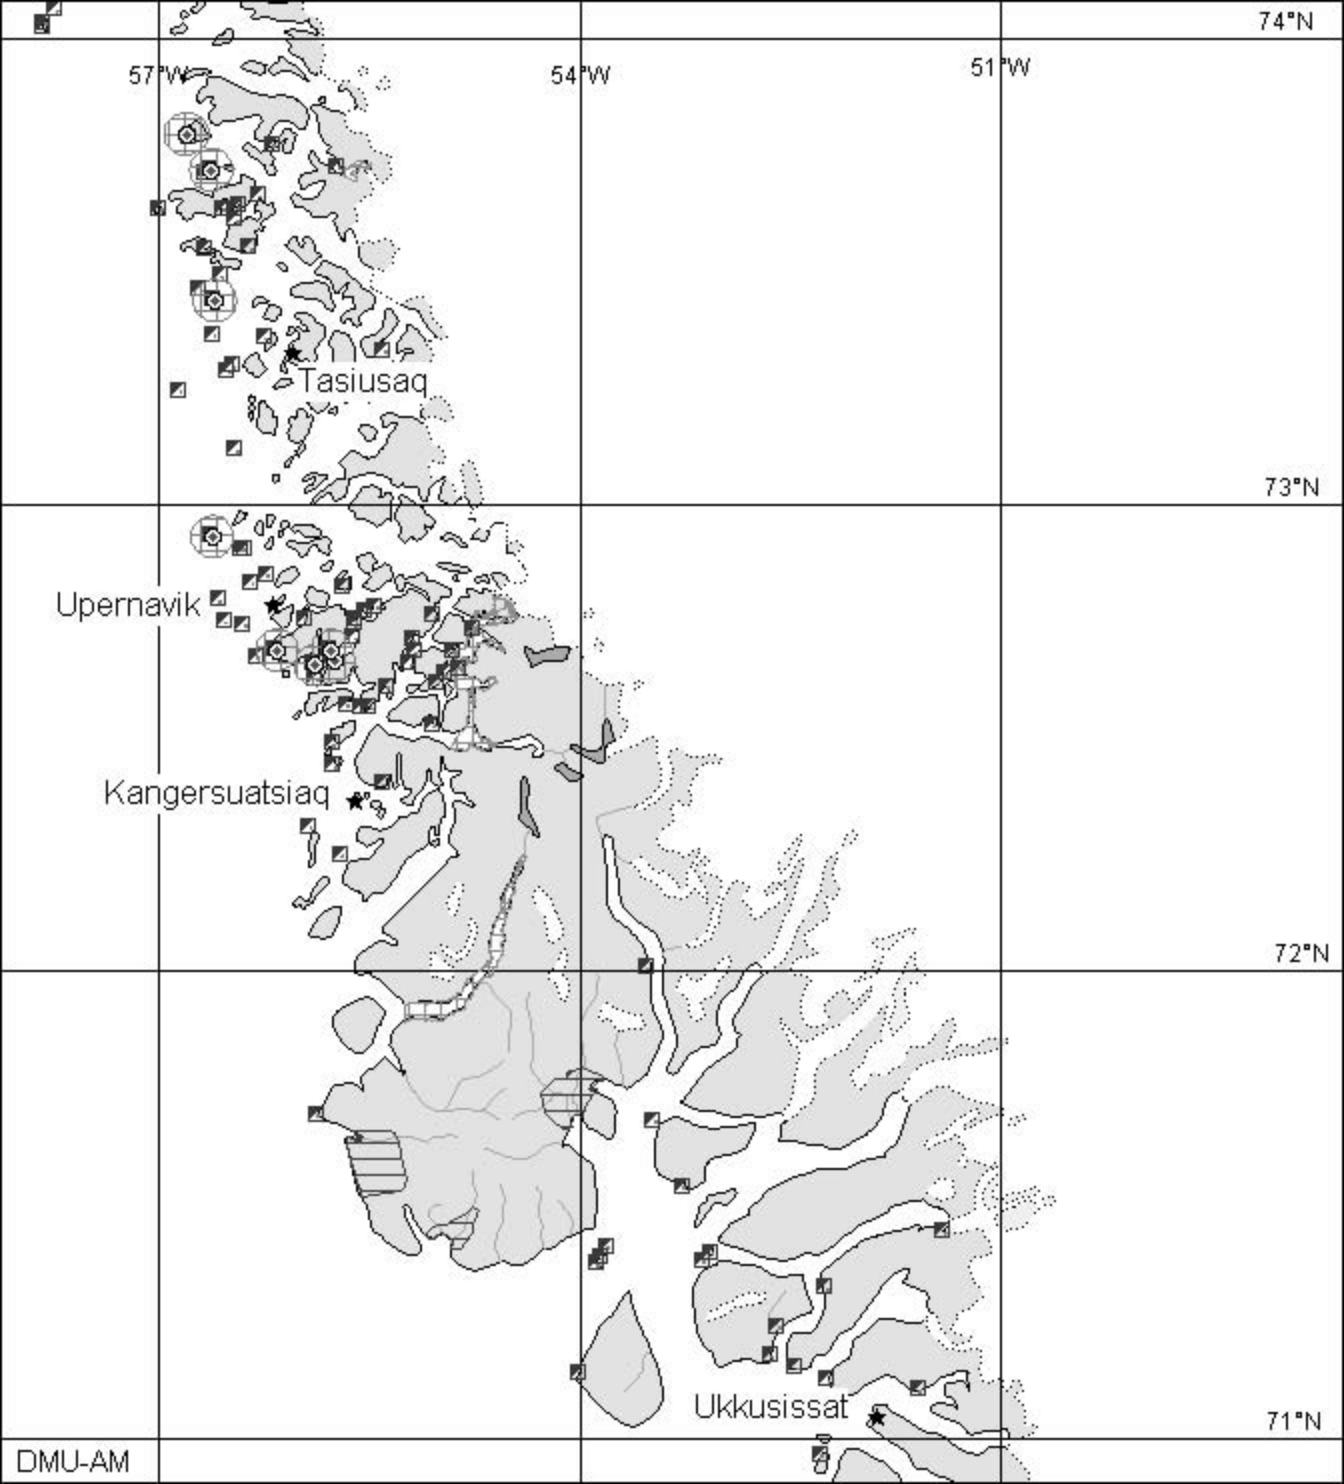 74°N
57°W 54°W 51°W
Tasiusaq
73°N
Upernavik
Kangersuatsiaq
72°N
Ukkusissat
71°N
DMU-AM